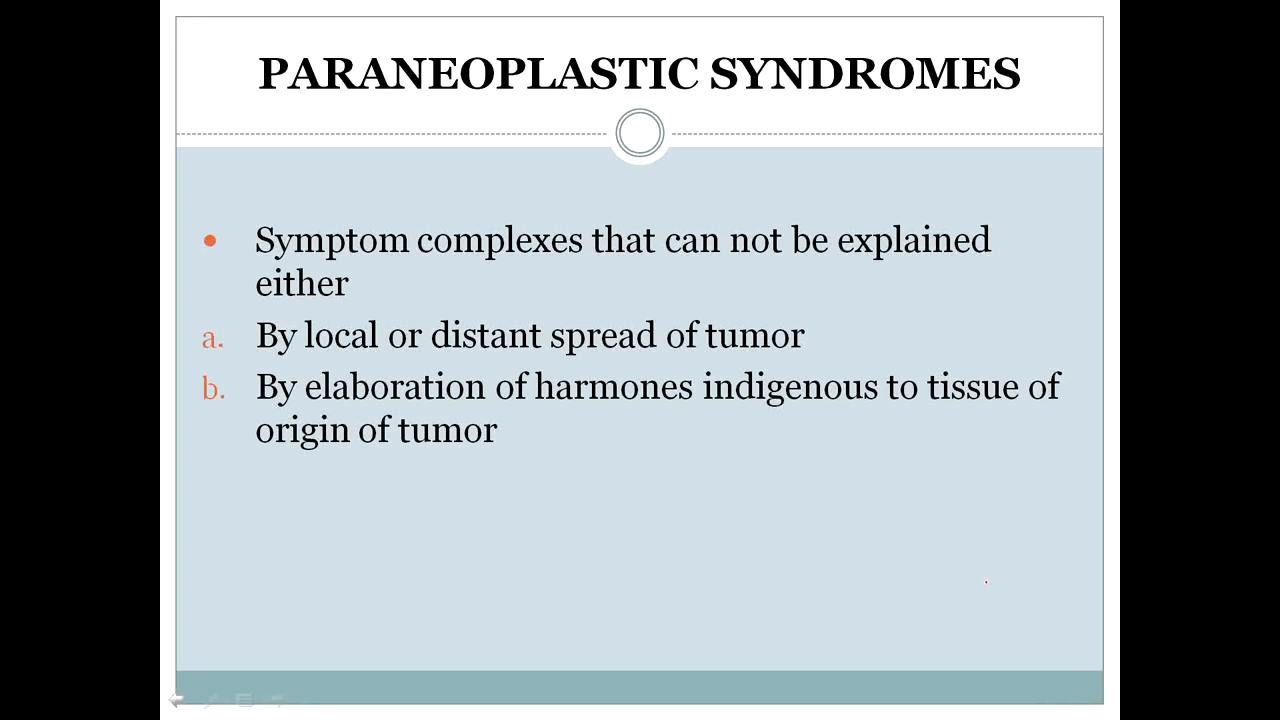 PARANEOPLASTIC SYNDROMES
• Symptom complexes that can not be explained
either
a. By local or distant spread of tumor
b. By elaboration of harmones indigenous to tissue of
origin of tumor